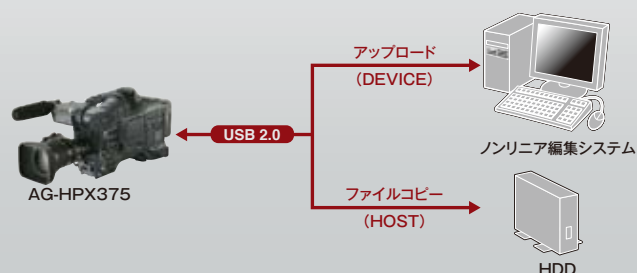 アップロード
(DEVICE)
USB 2.0
ノンリニア編集システム
AG-HPX375
ファイルコピー
(HOST)
HDD